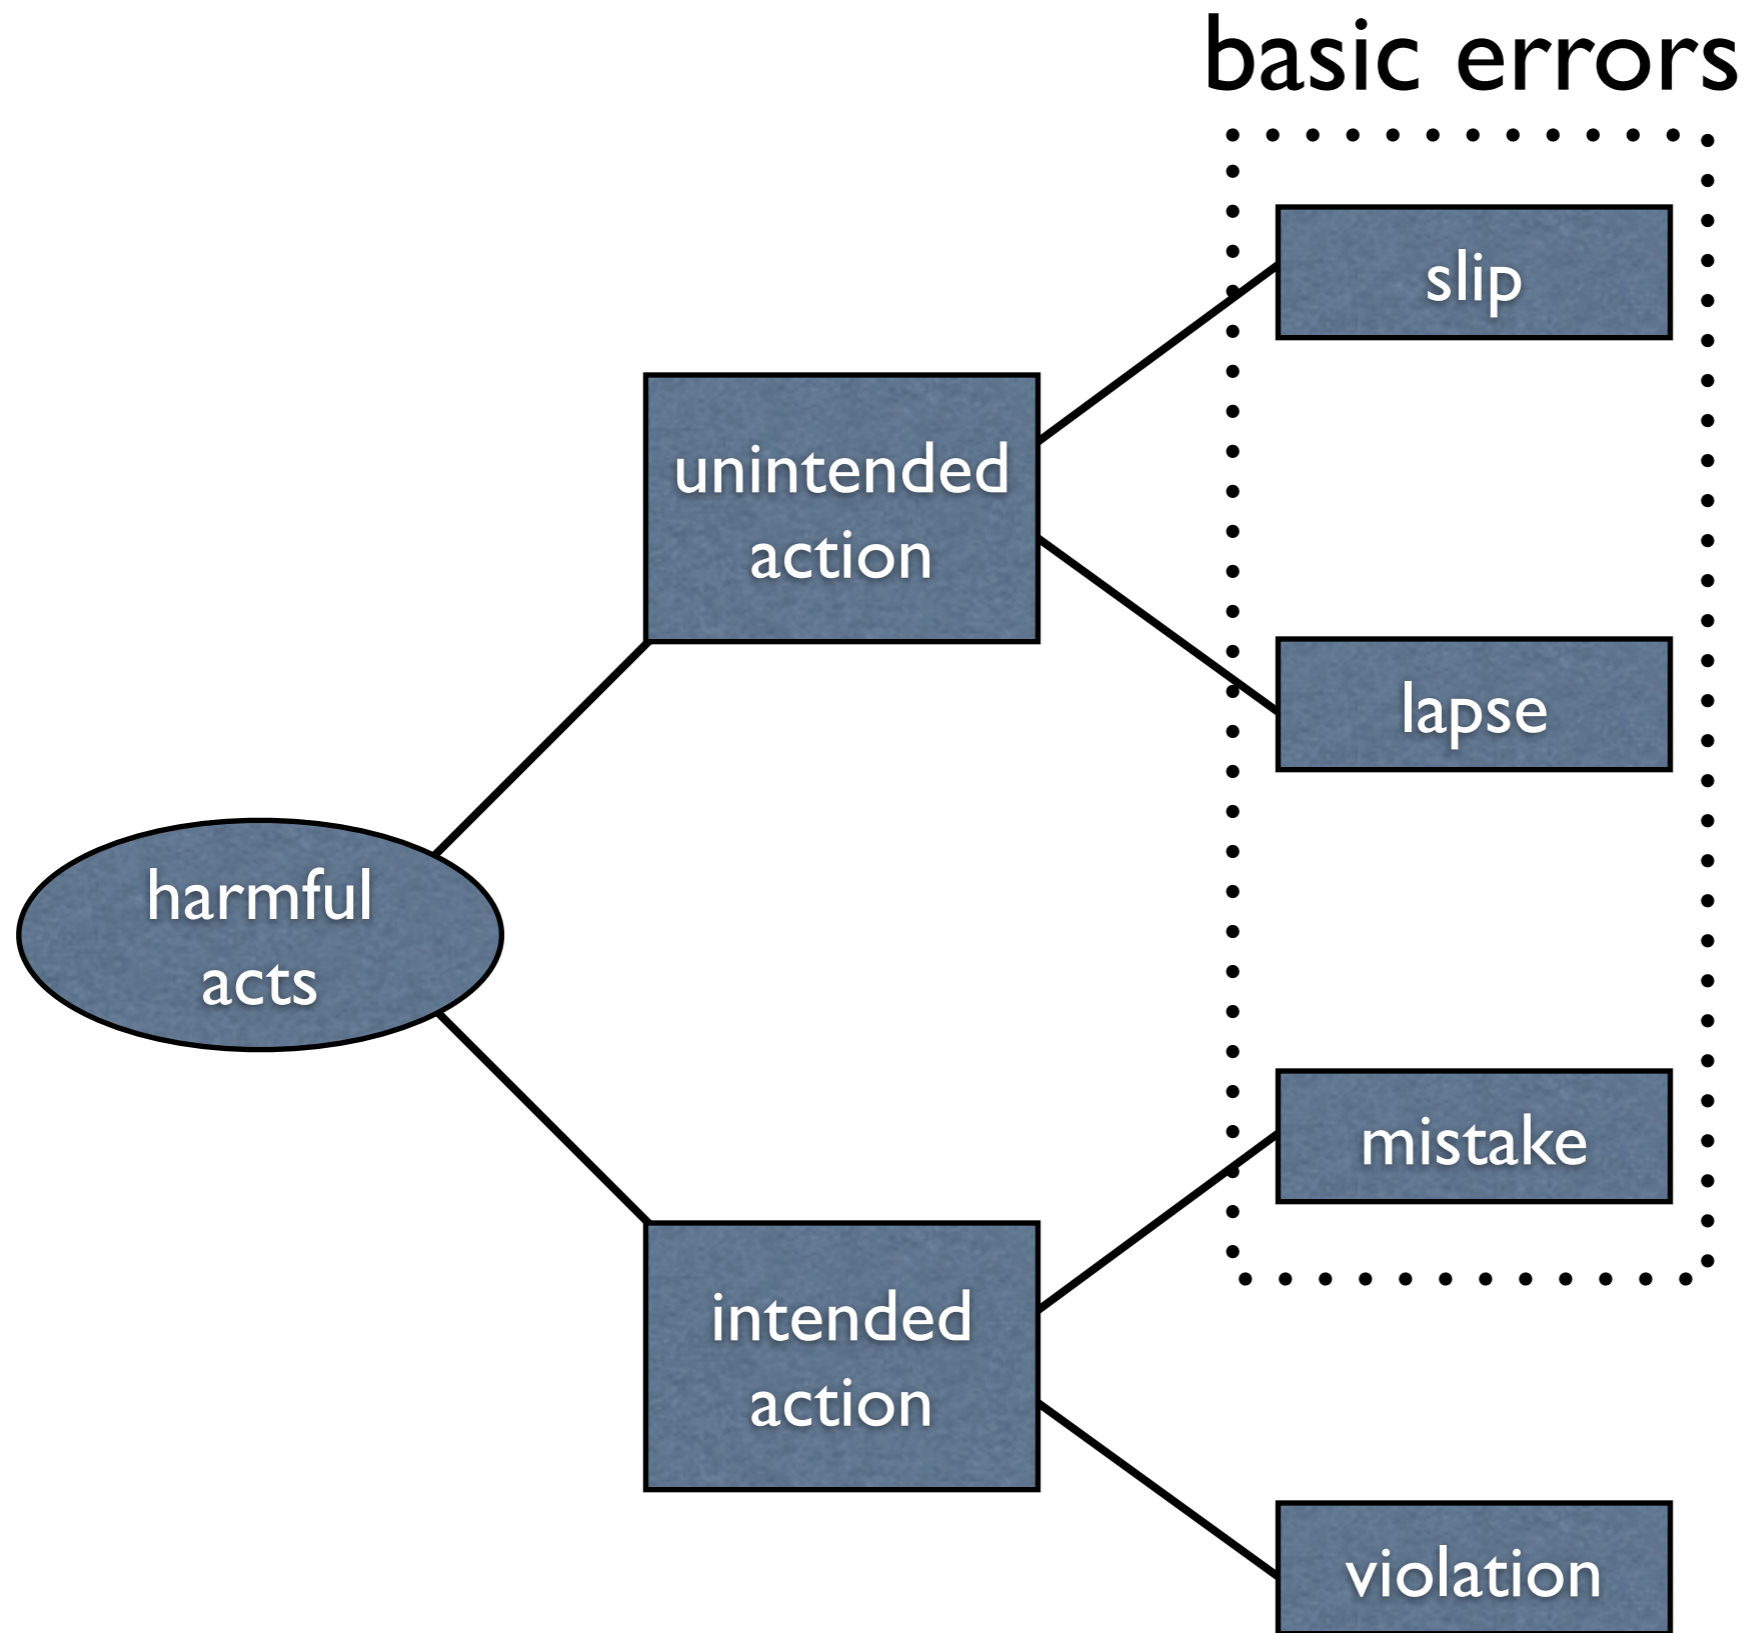 basic errors
slip
unintended
action
lapse
harmful
acts
mistake
intended
action
violation